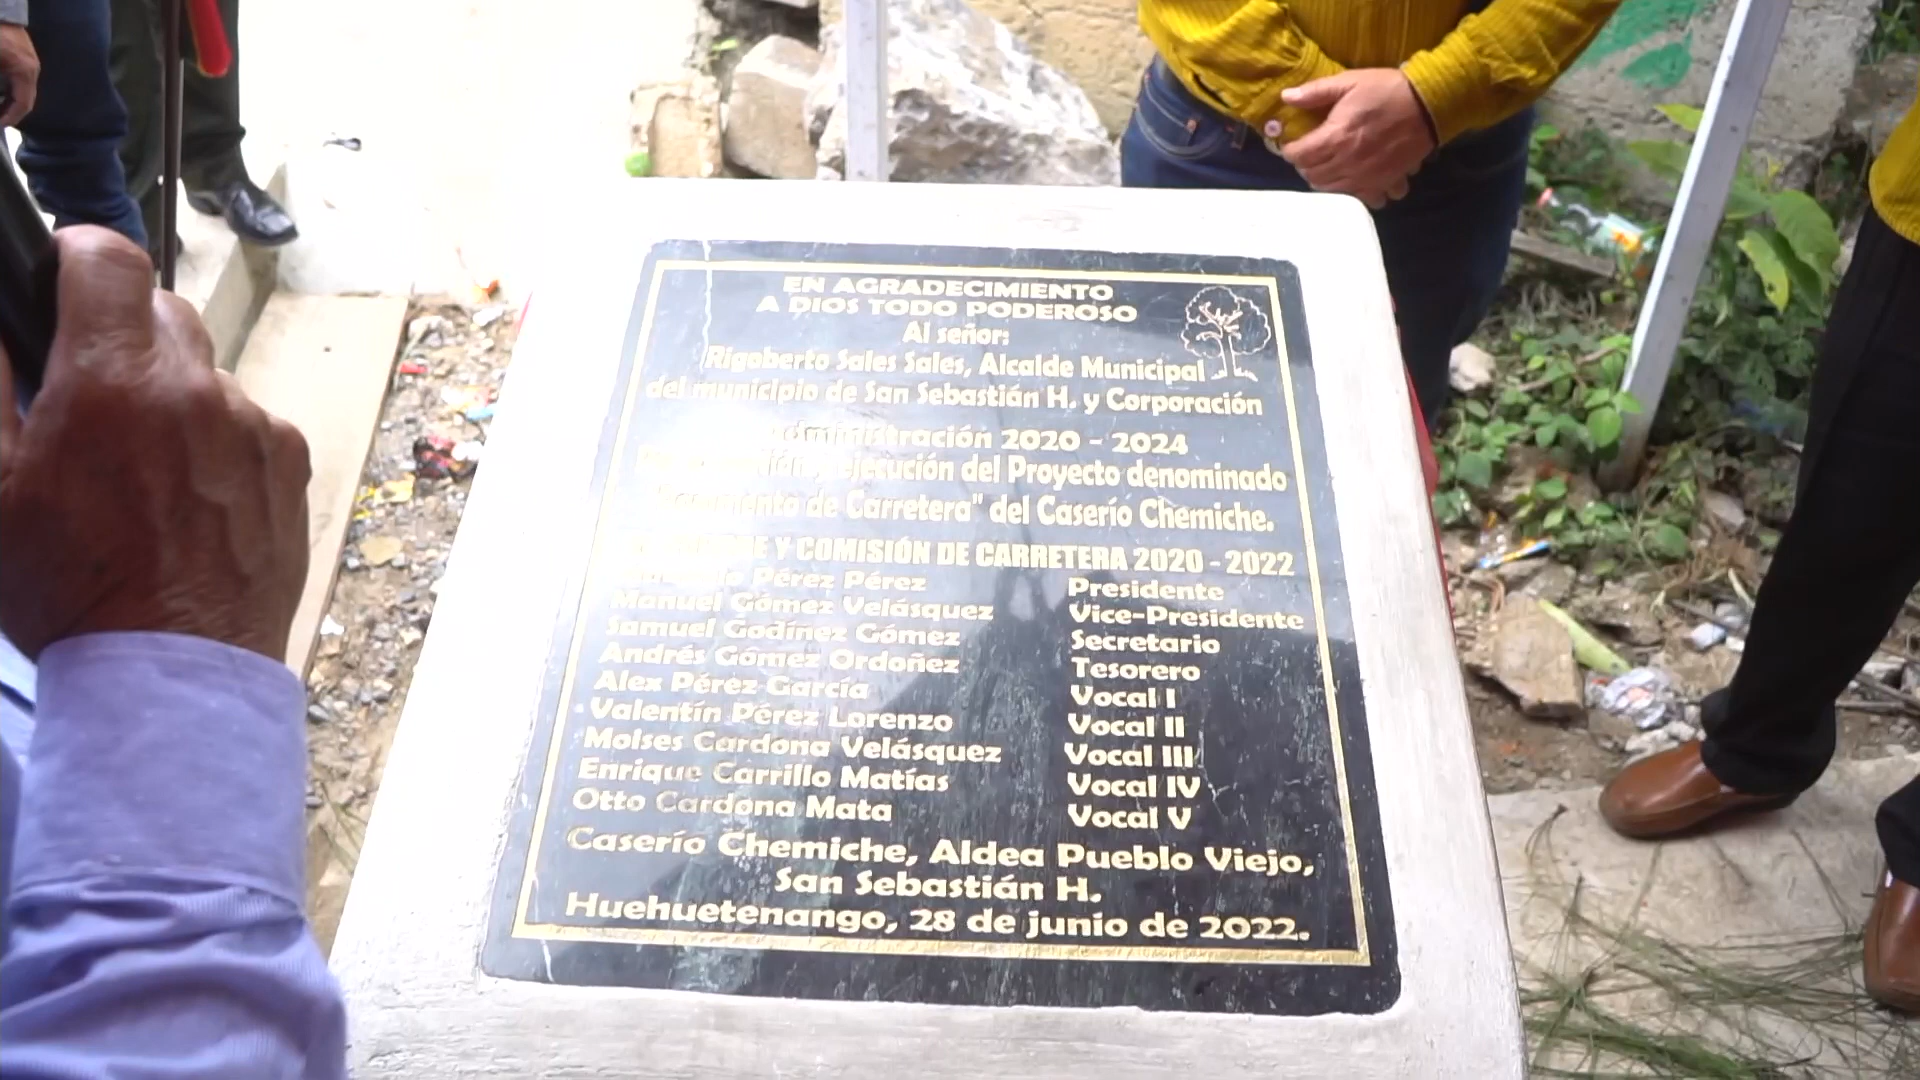 EN AGRADECIMIENTO
A DIOS TODO PODEROSO
Al señor:
Rigoberto Sales Sales, Alcalde Municipal
del municipio de San Sebastián H. y Corporación
2020 - 2024
ejecución del Proyecto denominado
de Carretera" del Caserío Chemiche.
Y COMISIÓN DE CARRETERA 2020 - 2022
Pérez Pérez Presidente
Manuel Gómez Velásquez Vice-Presidente
Samuel Godínez Gómez Secretario
Andrés Gómez Ordoñez Tesorero
Alex Pérez García Vocal I
Valentín Pérez Lorenzo Vocal II
Moises Cardona Velásquez Vocal III
Enrique Carrillo Matías Vocal IV
Otto Cardona Mata Vocal V
Caserío Chemiche, Aldea Pueblo Viejo,
San Sebastián H.
Huehuetenango, 28 de junio de 2022.